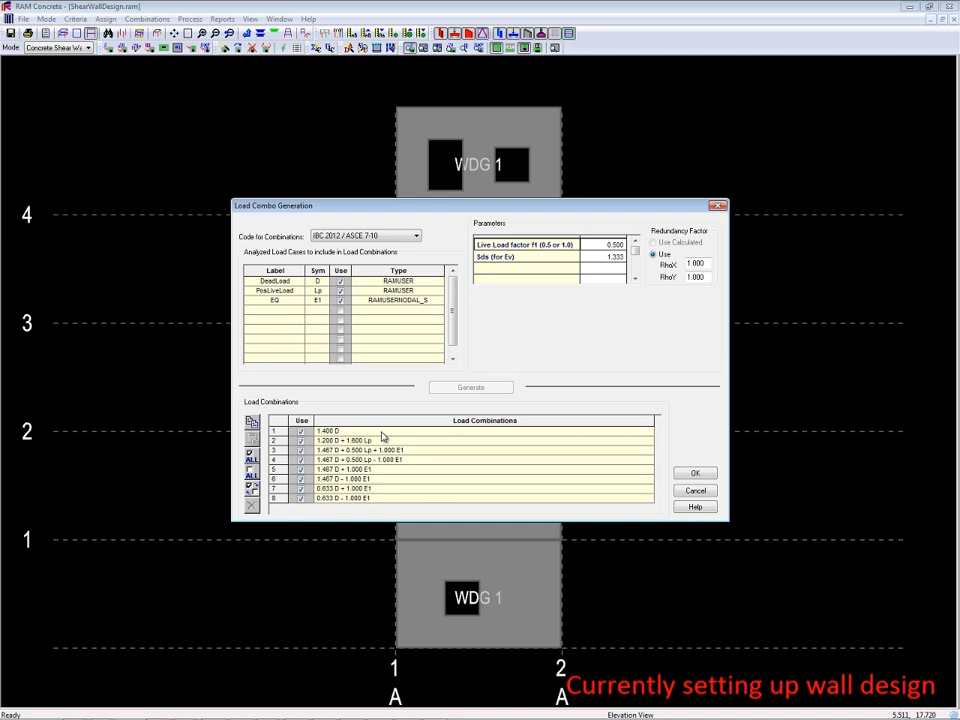 RAM Concrete - [ShearWallDesign.ram]
File Mode Criteria Assign Combinations Process Reports View Window Help
Mode: Concrete Shear Wa
WDG 1
4
3
2
1
Load Combo Generation
Code for Combinations: IBC 2012 / ASCE 7-10
Analyzed Load Cases to include in Load Combinations
Label Sym Use Type
DeadLoad D RAMUSER
PosLiveLoad Lp RAMUSER
EQ E1 RAMUSERNODAL_S
Parameters
Live Load factor f1 (0.5 or 1.0) 0.500
Sds (for Ev) 1.333
Redundancy Factor
Use Calculated
Use
RhoX 1.000
RhoY 1.000
Generate
Load Combinations
Use Load Combinations
1 1.400 D
2 1.200 D + 1.600 Lp
3 1.467 D + 0.500 Lp + 1.000 E1
4 1.467 D + 0.500 Lp - 1.000 E1
5 1.467 D + 1.000 E1
6 1.467 D - 1.000 E1
7 0.633 D + 1.000 E1
8 0.633 D - 1.000 E1
ALL
ALL
OK
Cancel
Help
WDG 1
1 2
A A
Currently setting up wall design
Ready Elevation View 5.511, 17.720